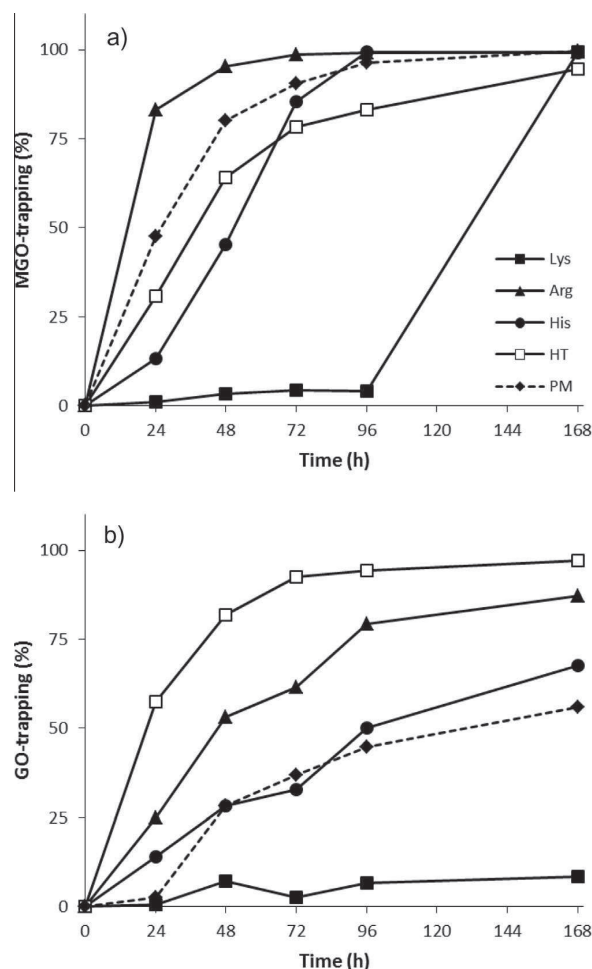 a)
100
75
50
25
0
MGO-trapping (%)
Lys
Arg
His
HT
PM
0 24 48 72 96 120 144 168
Time (h)
b)
100
75
50
25
0
GO-trapping (%)
0 24 48 72 96 120 144 168
Time (h)